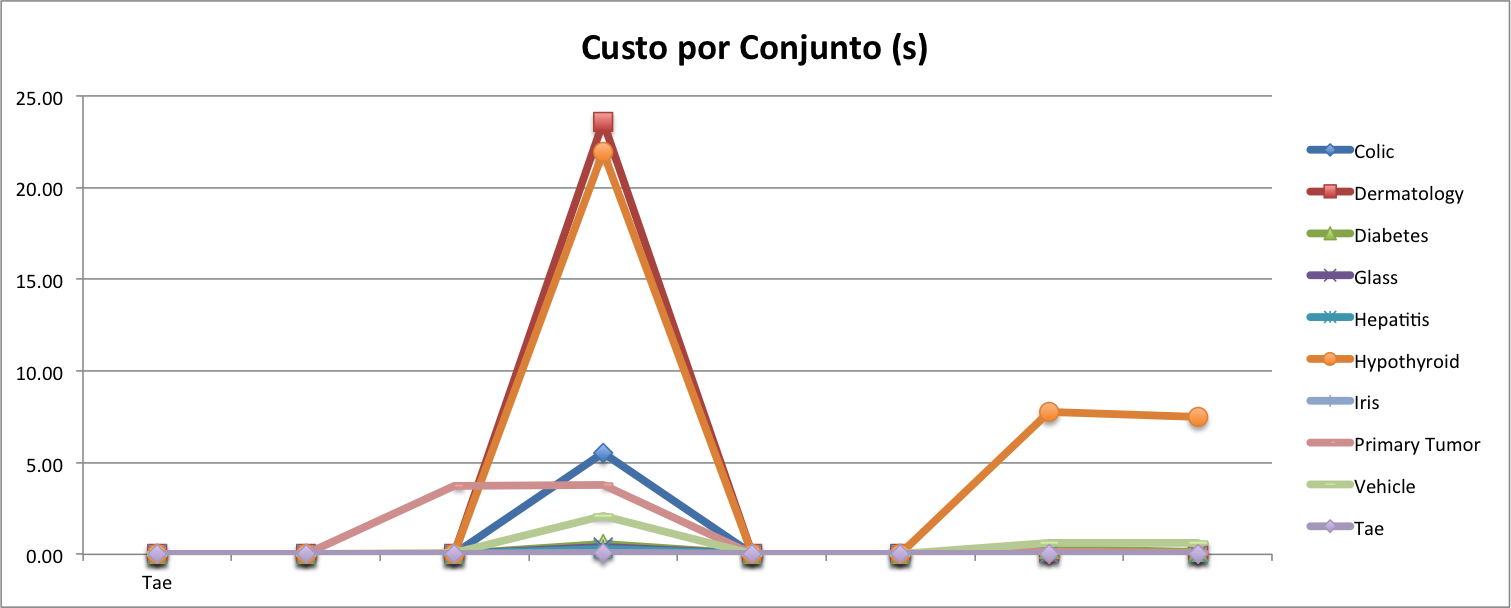 Custo por Conjunto (s)
25.00
20.00
15.00
10.00
5.00
0.00
Tae
Colic
Dermatology
Diabetes
Glass
Hepatitis
Hypothyroid
Iris
Primary Tumor
Vehicle
Tae